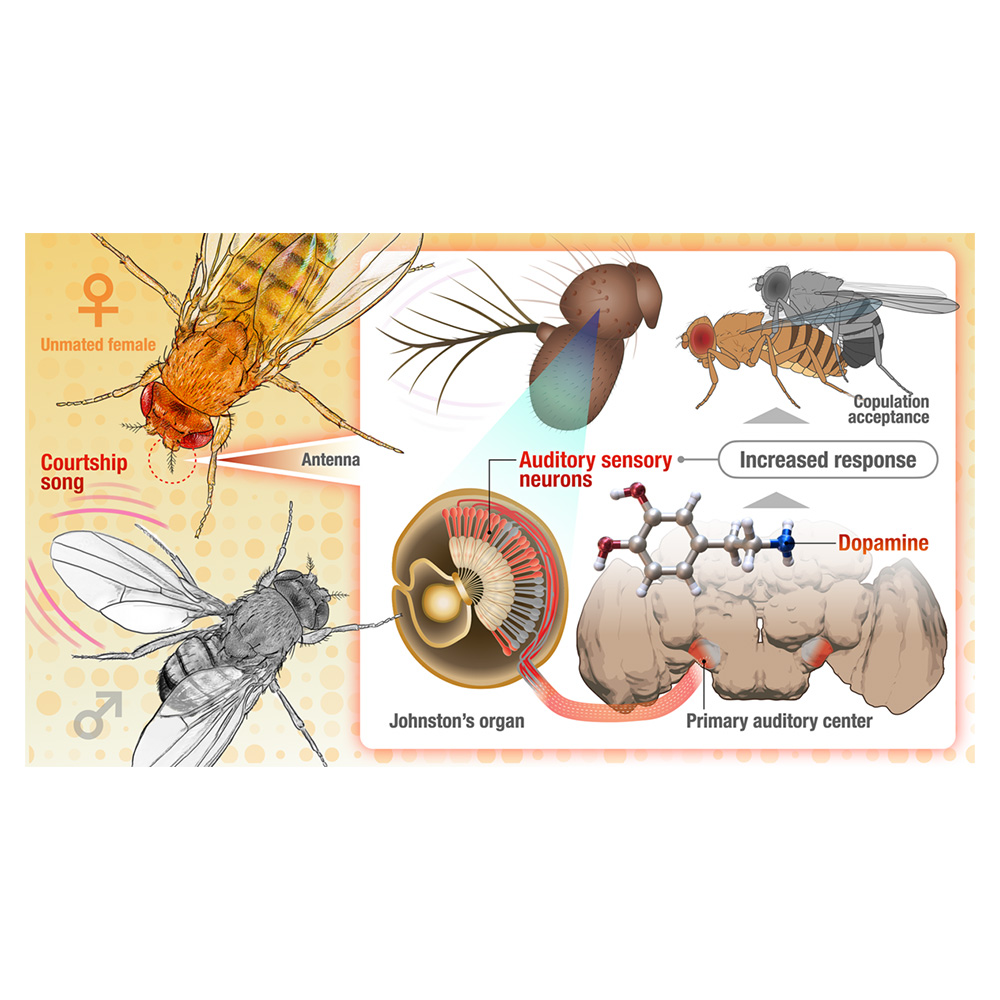 Unmated female
Courtship
song
Antenna
Copulation
acceptance
Auditory sensory
neurons
Increased response
Dopamine
Johnston's organ
Primary auditory center